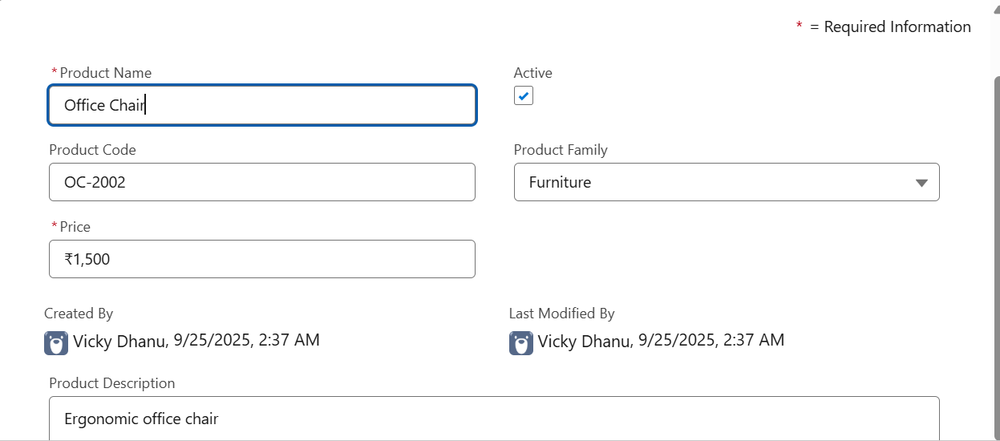 * = Required Information
*Product Name
Active
Office Chair
Product Code
Product Family
OC-2002
Furniture
*Price
₹1,500
Created By
Last Modified By
Vicky Dhanu, 9/25/2025, 2:37 AM
Vicky Dhanu, 9/25/2025, 2:37 AM
Product Description
Ergonomic office chair